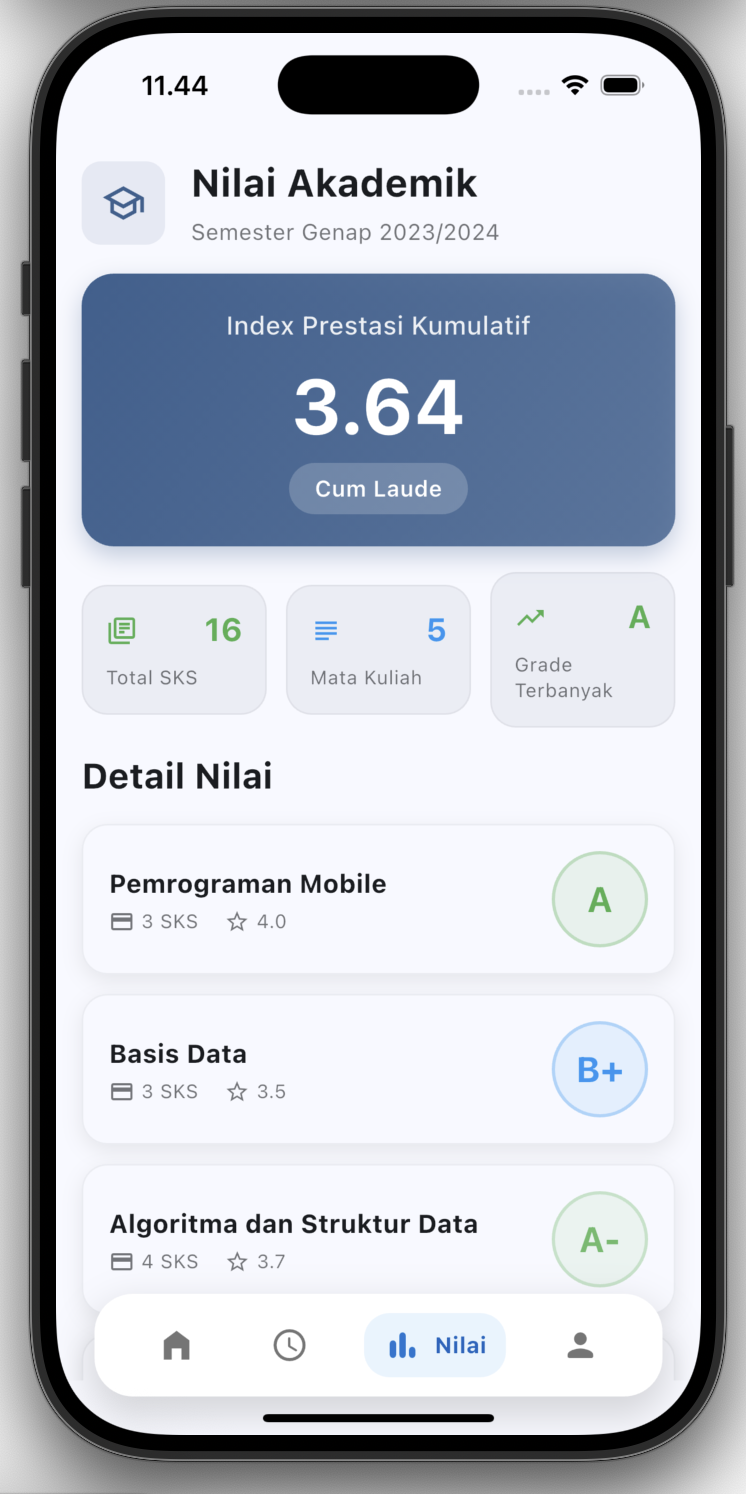 11.44
Nilai Akademik
Semester Genap 2023/2024
Index Prestasi Kumulatif
3.64
Cum Laude
16
Total SKS
5
Mata Kuliah
A
Grade
Terbanyak
Detail Nilai
Pemrograman Mobile
3 SKS 4.0
A
Basis Data
3 SKS 3.5
B+
Algoritma dan Struktur Data
4 SKS 3.7
A-
Nilai